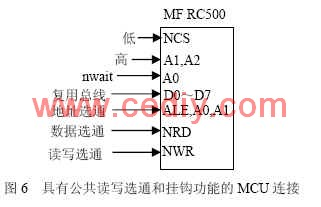 MF RC500
低 NCS
高 A1,A2
nwait A0
复用总线 D0~D7
地址选通 ALE,A0,A1
数据选通 NRD
读写选通 NWR
www.cediy.com
图 6 具有公共读写选通和挂钩功能的 MCU 连接